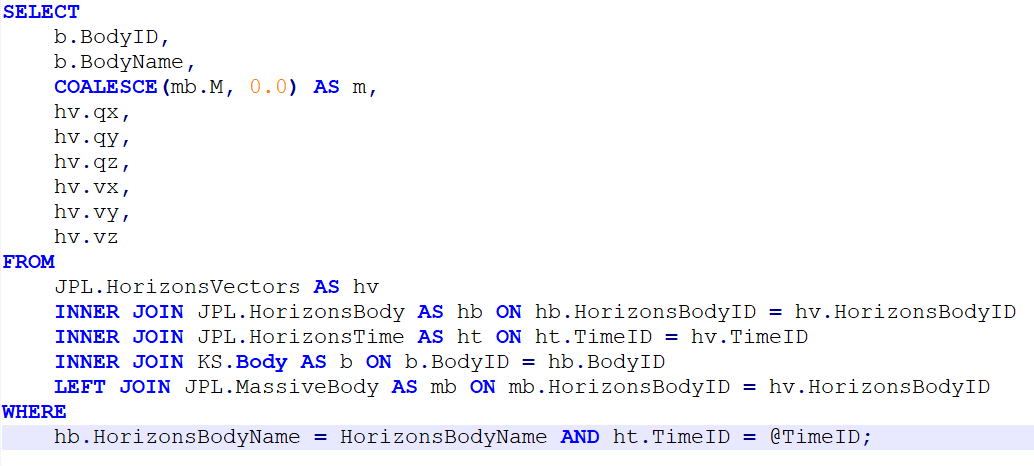 SELECT
b.BodyID,
b.BodyName,
COALESCE(mb.M, 0.0) AS m,
hv.qx,
hv.qy,
hv.qz,
hv.vx,
hv.vy,
hv.vz
FROM
JPL.HorizonsVectors AS hv
INNER JOIN JPL.HorizonsBody AS hb ON hb.HorizonsBodyID = hv.HorizonsBodyID
INNER JOIN JPL.HorizonsTime AS ht ON ht.TimeID = hv.TimeID
INNER JOIN KS.Body AS b ON b.BodyID = hb.BodyID
LEFT JOIN JPL.MassiveBody AS mb ON mb.HorizonsBodyID = hv.HorizonsBodyID
WHERE
hb.HorizonsBodyName = HorizonsBodyName AND ht.TimeID = @TimeID;